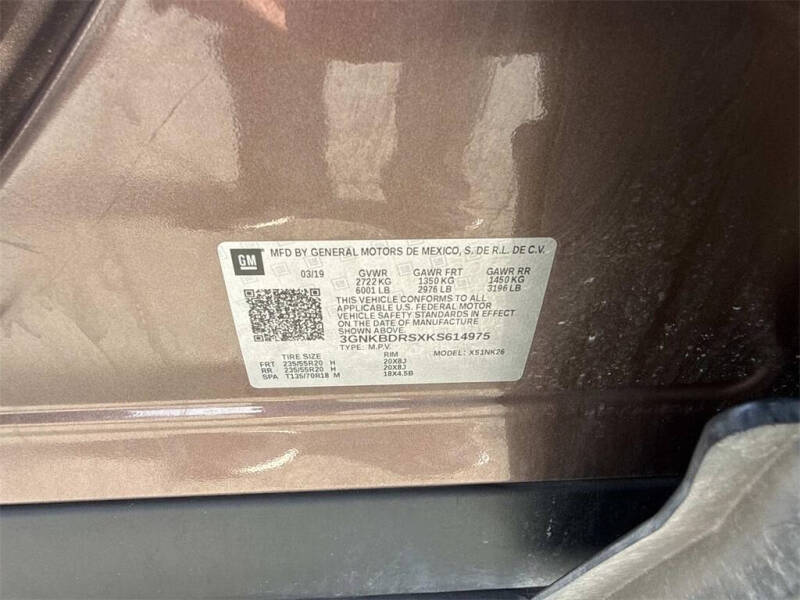 GM MFD BY GENERAL MOTORS DE MEXICO, S. DE R.L. DE C.V.
03/19 GVWR GAWR FRT GAWR RR
2722 KG 1350 KG 1450 KG
6001 LB 2976 LB 3196 LB
THIS VEHICLE CONFORMS TO ALL
APPLICABLE U.S. FEDERAL MOTOR
VEHICLE SAFETY STANDARDS IN EFFECT
ON THE DATE OF MANUFACTURE
SHOWN ABOVE.
3GNKBDRSXKS614975
TYPE: M.P.V. MODEL: XS1NK26
TIRE SIZE RIM
FRT 235/55R20 H 20X8J
RR 235/55R20 H 20X8J
SPA T135/70R18 M 18X4.5B